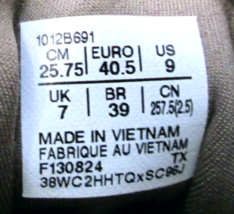 1012B691
CM EURO US
25.75 40.5 9
UK BR CN
7 39 257.5(2.5)
MADE IN VIETNAM
FABRIQUE AU VIETNAM
F130824 TX
38WC2HHTQxSC96J